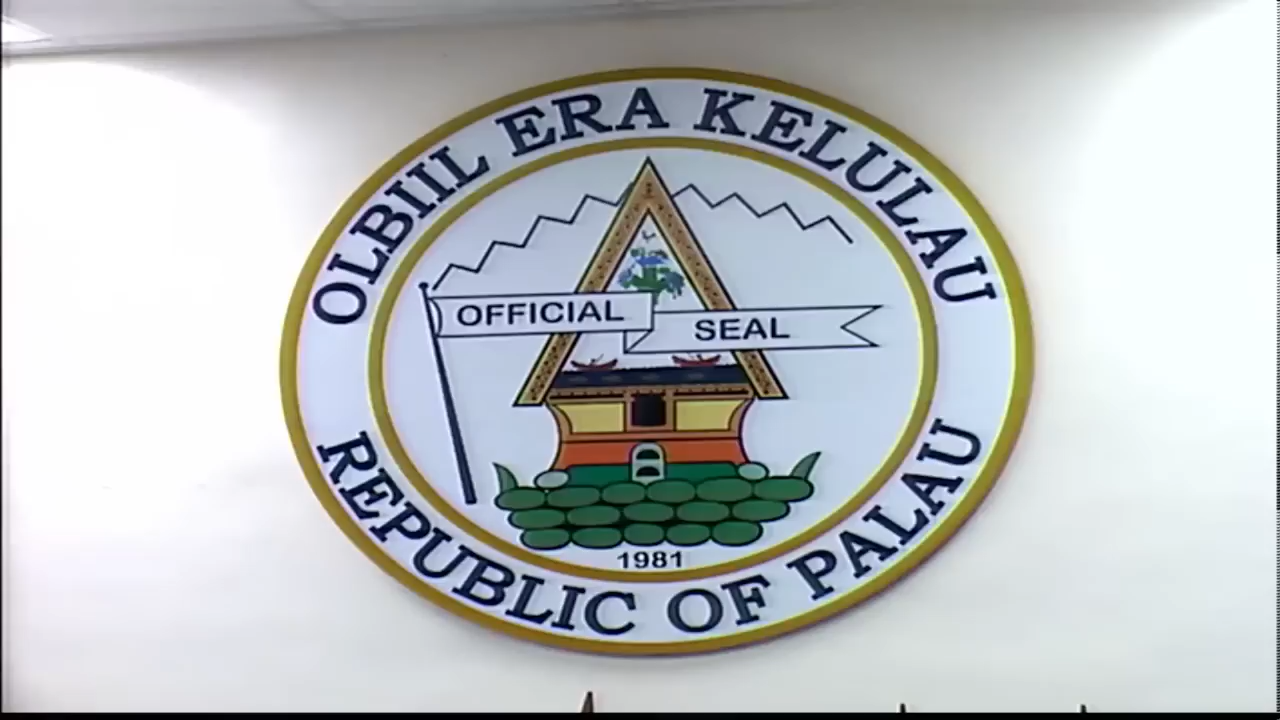 OLBIIL ERA KELULAU
OFFICIAL SEAL
1981
REPUBLIC OF PALAU